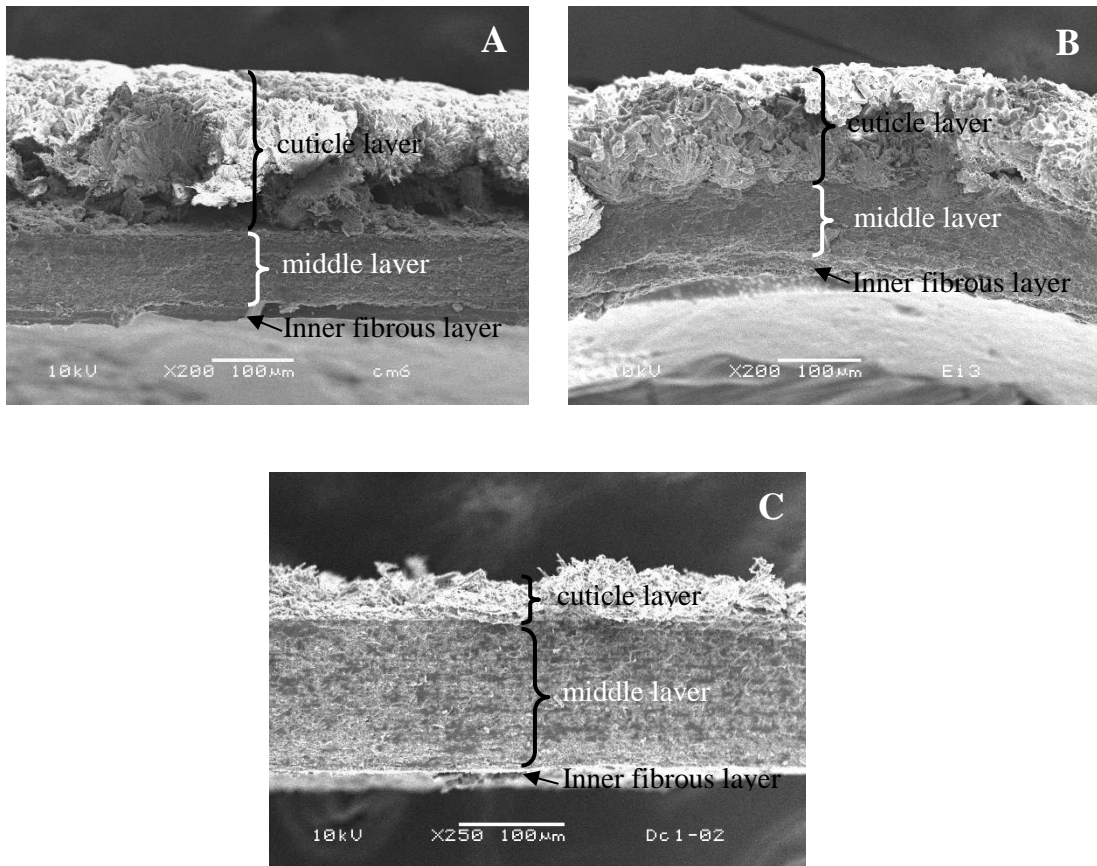 A
cuticle layer
middle layer
Inner fibrous layer
10kV X200 100μm cm6
B
cuticle layer
middle layer
Inner fibrous layer
10kV X200 100μm Ei3
C
cuticle layer
middle layer
Inner fibrous layer
10kV X250 100μm Dc1-02